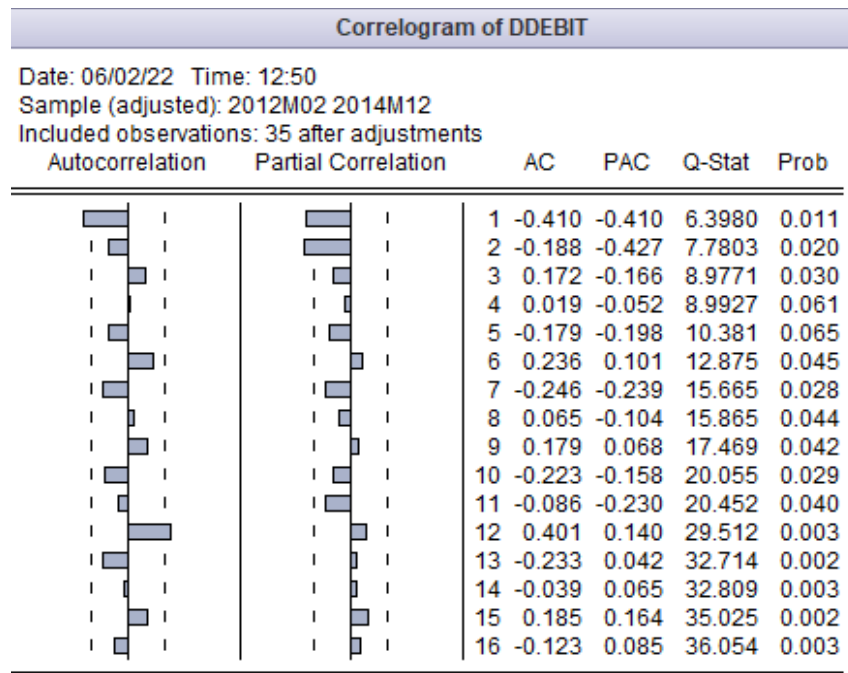 Correlogram of DDEBIT
Date: 06/02/22 Time: 12:50
Sample (adjusted): 2012M02 2014M12
Included observations: 35 after adjustments
Autocorrelation Partial Correlation AC PAC Q-Stat Prob
1 -0.410 -0.410 6.3980 0.011
2 -0.188 -0.427 7.7803 0.020
3 0.172 -0.166 8.9771 0.030
4 0.019 -0.052 8.9927 0.061
5 -0.179 -0.198 10.381 0.065
6 0.236 0.101 12.875 0.045
7 -0.246 -0.239 15.665 0.028
8 0.065 -0.104 15.865 0.044
9 0.179 0.068 17.469 0.042
10 -0.223 -0.158 20.055 0.029
11 -0.086 -0.230 20.452 0.040
12 0.401 0.140 29.512 0.003
13 -0.233 0.042 32.714 0.002
14 -0.039 0.065 32.809 0.003
15 0.185 0.164 35.025 0.002
16 -0.123 0.085 36.054 0.003